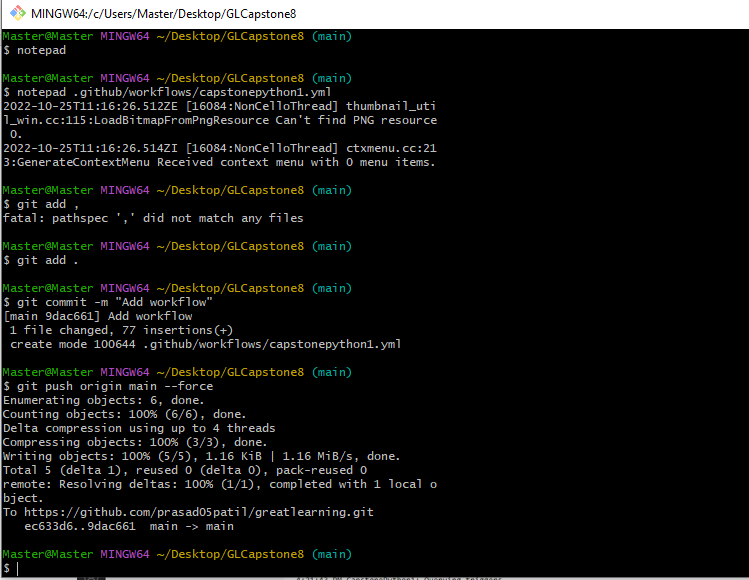 MINGW64:/c/Users/Master/Desktop/GLCapstone8
Master@Master MINGW64 ~/Desktop/GLCapstone8 (main)
$ notepad
Master@Master MINGW64 ~/Desktop/GLCapstone8 (main)
$ notepad .github/workflows/capstonepython1.yml
2022-10-25T11:16:26.512ZE [16084:NonCelloThread] thumbnail_uti
l_win.cc:115:LoadBitmapFromPngResource Can't find PNG resource
 0.
2022-10-25T11:16:26.514ZI [16084:NonCelloThread] ctxmenu.cc:21
3:GenerateContextMenu Received context menu with 0 menu items.
Master@Master MINGW64 ~/Desktop/GLCapstone8 (main)
$ git add ,
fatal: pathspec ',' did not match any files
Master@Master MINGW64 ~/Desktop/GLCapstone8 (main)
$ git add .
Master@Master MINGW64 ~/Desktop/GLCapstone8 (main)
$ git commit -m "Add workflow"
[main 9dac661] Add workflow
 1 file changed, 77 insertions(+)
 create mode 100644 .github/workflows/capstonepython1.yml
Master@Master MINGW64 ~/Desktop/GLCapstone8 (main)
$ git push origin main --force
Enumerating objects: 6, done.
Counting objects: 100% (6/6), done.
Delta compression using up to 4 threads
Compressing objects: 100% (3/3), done.
Writing objects: 100% (5/5), 1.16 KiB | 1.16 MiB/s, done.
Total 5 (delta 1), reused 0 (delta 0), pack-reused 0
remote: Resolving deltas: 100% (1/1), completed with 1 local o
bject.
To https://github.com/prasad05patil/greatlearning.git
   ec633d6..9dac661  main -> main
Master@Master MINGW64 ~/Desktop/GLCapstone8 (main)
$